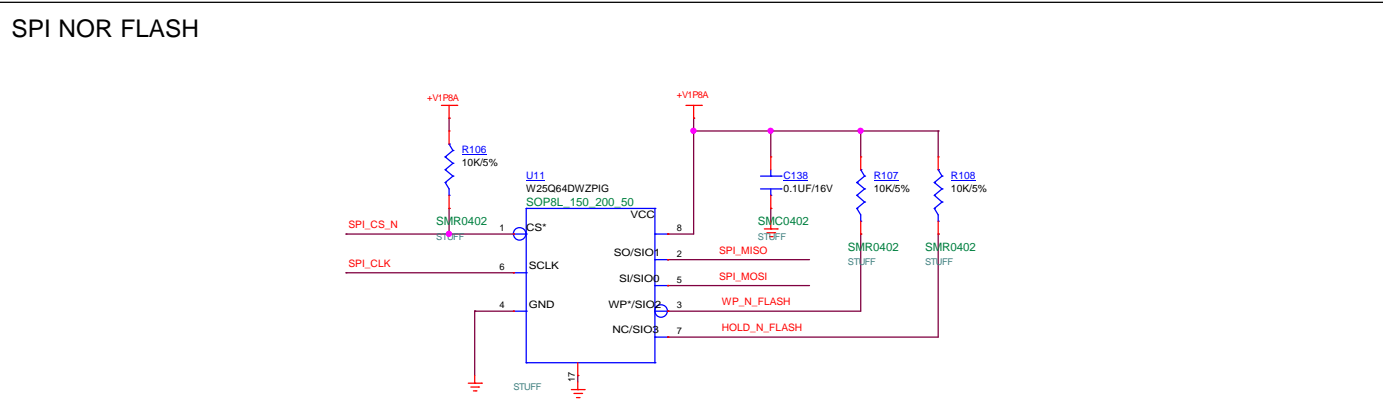 SPI NOR FLASH
+V1P8A
+V1P8A
R106
10K/5%
U11
W25Q64DWZPIG
SOP8L_150_200_50
C138
0.1UF/16V
R107
10K/5%
R108
10K/5%
SMR0402
STUFF
SMC0402
STUFF
SMR0402
STUFF
SMR0402
STUFF
SPI_CS_N
1
CS*
VCC
8
SO/SIO1
2
SPI_MISO
SPI_CLK
6
SCLK
SI/SIO0
5
SPI_MOSI
4
GND
WP*/SIO2
3
WP_N_FLASH
NC/SIO3
7
HOLD_N_FLASH
17
STUFF